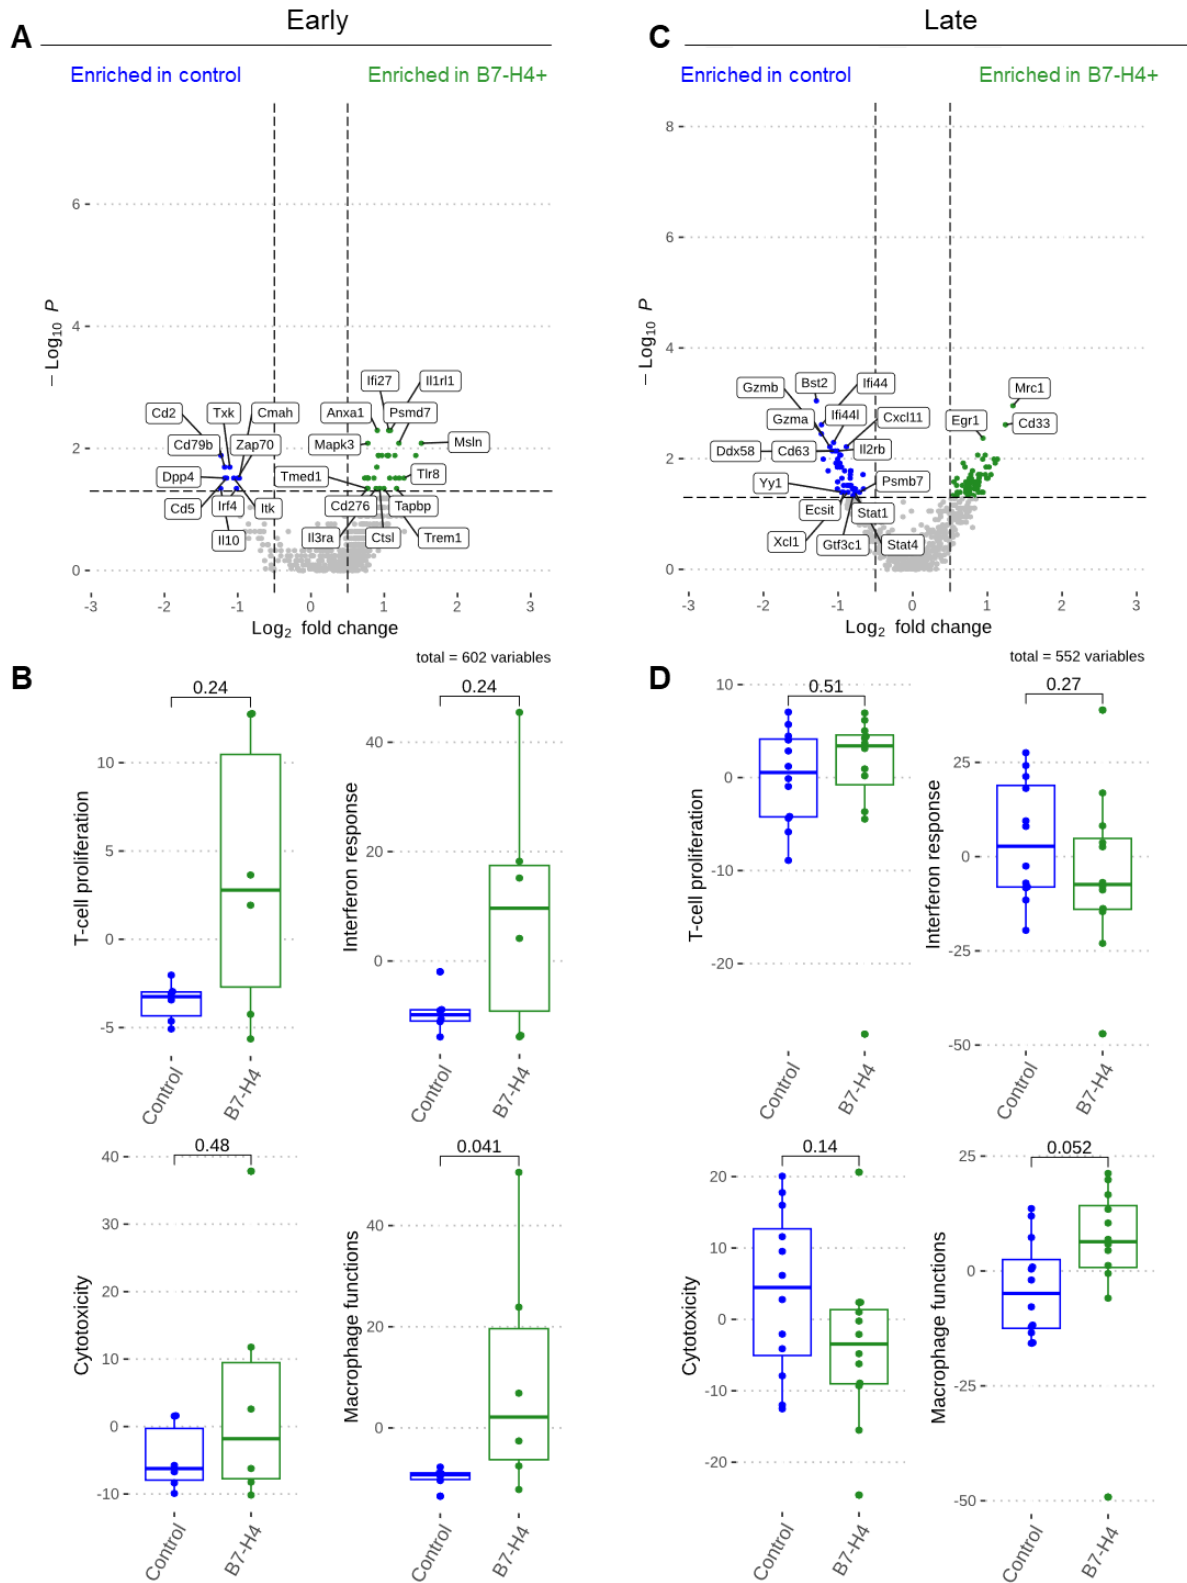 Early
Late
A
C
Enriched in control
Enriched in B7-H4+
Enriched in control
Enriched in B7-H4+
− Log10 P
6
4
2
0
Ifi27
Il1rl1
Cd2
Txk
Cmah
Anxa1
Psmd7
Cd79b
Zap70
Mapk3
Msln
Dpp4
Tmed1
Tlr8
Cd5
Irf4
Itk
Cd276
Tapbp
Il10
Il3ra
Ctsl
Trem1
-3
-2
-1
0
1
2
3
Log2 fold change
total = 602 variables
− Log10 P
8
6
4
2
0
Gzmb
Bst2
Ifi44
Mrc1
Gzma
Ifi44l
Cxcl11
Egr1
Cd33
Ddx58
Cd63
Il2rb
Yy1
Psmb7
Ecsit
Stat1
Xcl1
Gtf3c1
Stat4
-3
-2
-1
0
1
2
3
Log2 fold change
total = 552 variables
B
T-cell proliferation
0.24
10
5
0
-5
Control
B7-H4
Interferon response
0.24
40
20
0
Control
B7-H4
Cytotoxicity
0.48
40
30
20
10
0
-10
Control
B7-H4
Macrophage functions
0.041
40
20
0
Control
B7-H4
D
T-cell proliferation
0.51
10
0
-10
-20
Control
B7-H4
Interferon response
0.27
25
0
-25
-50
Control
B7-H4
Cytotoxicity
0.14
20
10
0
-10
-20
Control
B7-H4
Macrophage functions
0.052
25
0
-25
-50
Control
B7-H4